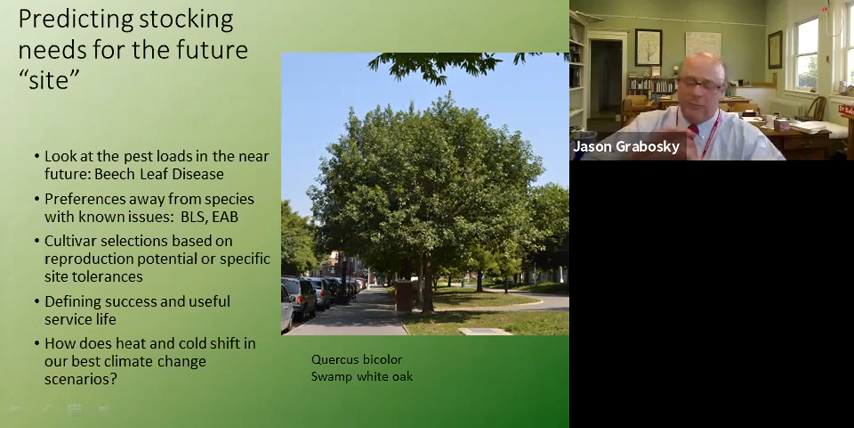 Predicting stocking
needs for the future
“site”
• Look at the pest loads in the near
future: Beech Leaf Disease
• Preferences away from species
with known issues:  BLS, EAB
• Cultivar selections based on
reproduction potential or specific
site tolerances
• Defining success and useful
service life
• How does heat and cold shift in
our best climate change
scenarios?
Quercus bicolor
Swamp white oak
Jason Grabosky